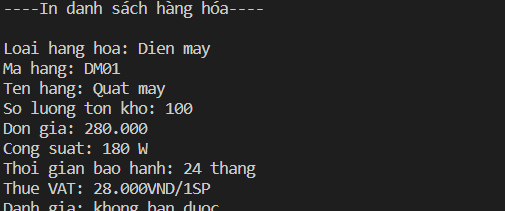 ----In danh sách hàng hóa----
Loai hang hoa: Dien may
Ma hang: DM01
Ten hang: Quat may
So luong ton kho: 100
Don gia: 280.000
Cong suat: 180 W
Thoi gian bao hanh: 24 thang
Thue VAT: 28.000VND/1SP
Danh gia: khong ban duoc